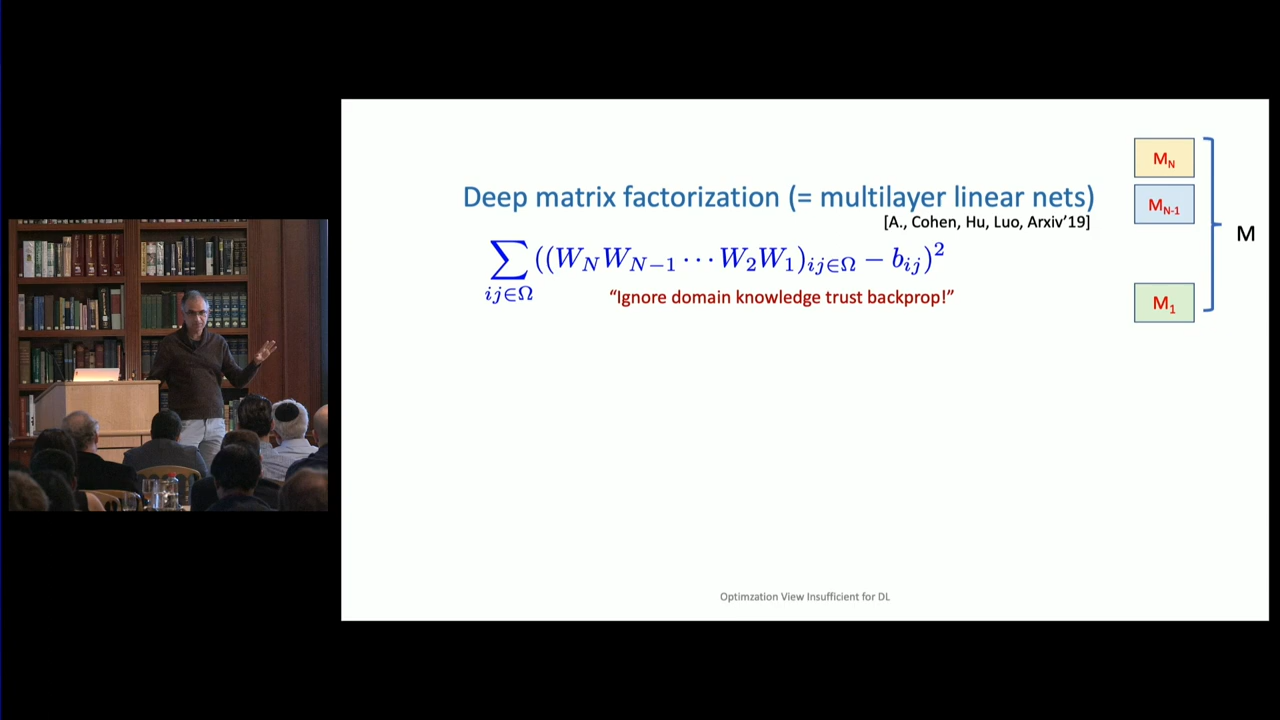 Deep matrix factorization (= multilayer linear nets)
[A., Cohen, Hu, Luo, Arxiv'19]
∑_{ij∈Ω} ((W_N W_{N−1} ⋯ W_2 W_1)_{ij∈Ω} − b_{ij})^2
“Ignore domain knowledge trust backprop!”
M_N
M_{N-1}
M
M_1
Optimzation View Insufficient for DL